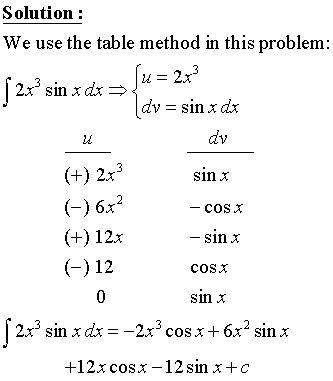 Solution :
We use the table method in this problem:
∫ 2x³ sin x dx ⇒ { u = 2x³
dv = sin x dx
u dv
(+) 2x³ sin x
(−) 6x² − cos x
(+) 12x − sin x
(−) 12 cos x
0 sin x
∫ 2x³ sin x dx = −2x³ cos x + 6x² sin x
+12x cos x − 12 sin x + c